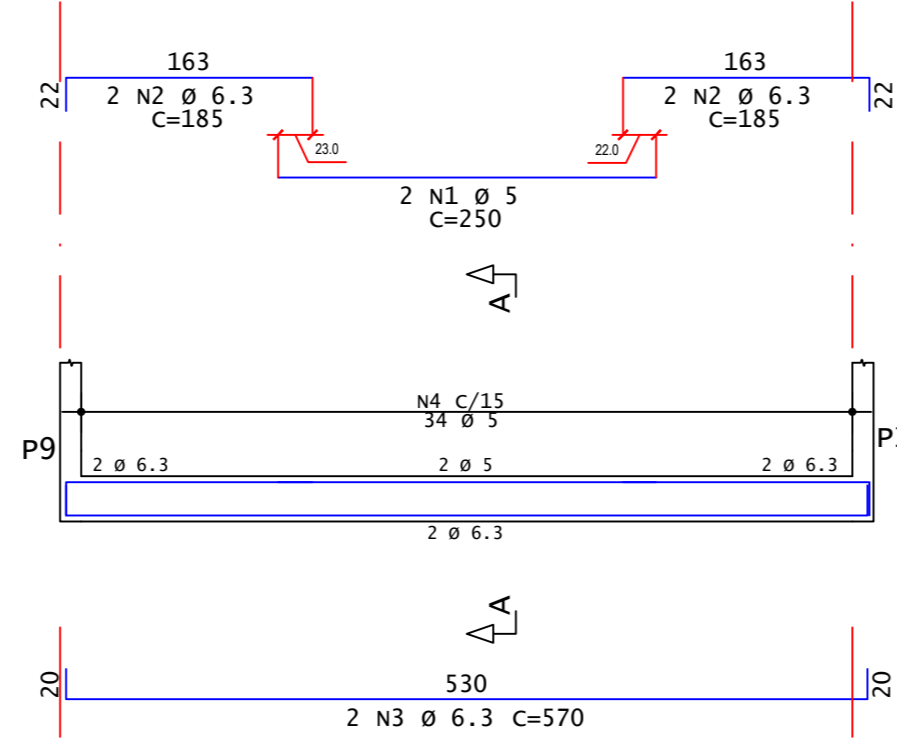 163
163
22
2 N2 Ø 6.3
C=185
2 N2 Ø 6.3
C=185
22
23.0
22.0
2 N1 Ø 5
C=250
A
N4 C/15
34 Ø 5
P9
2 Ø 6.3
2 Ø 5
2 Ø 6.3
2 Ø 6.3
A
20
530
20
2 N3 Ø 6.3 C=570